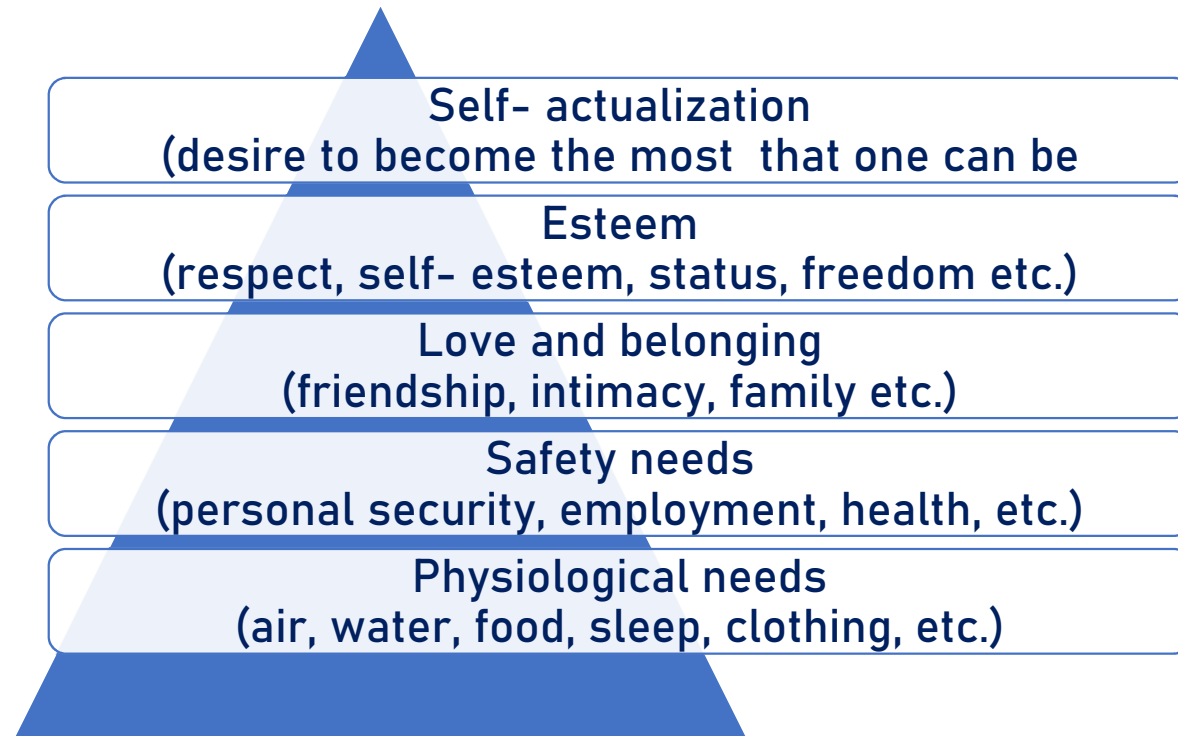 Self- actualization
(desire to become the most  that one can be
Esteem
(respect, self- esteem, status, freedom etc.)
Love and belonging
(friendship, intimacy, family etc.)
Safety needs
(personal security, employment, health, etc.)
Physiological needs
(air, water, food, sleep, clothing, etc.)